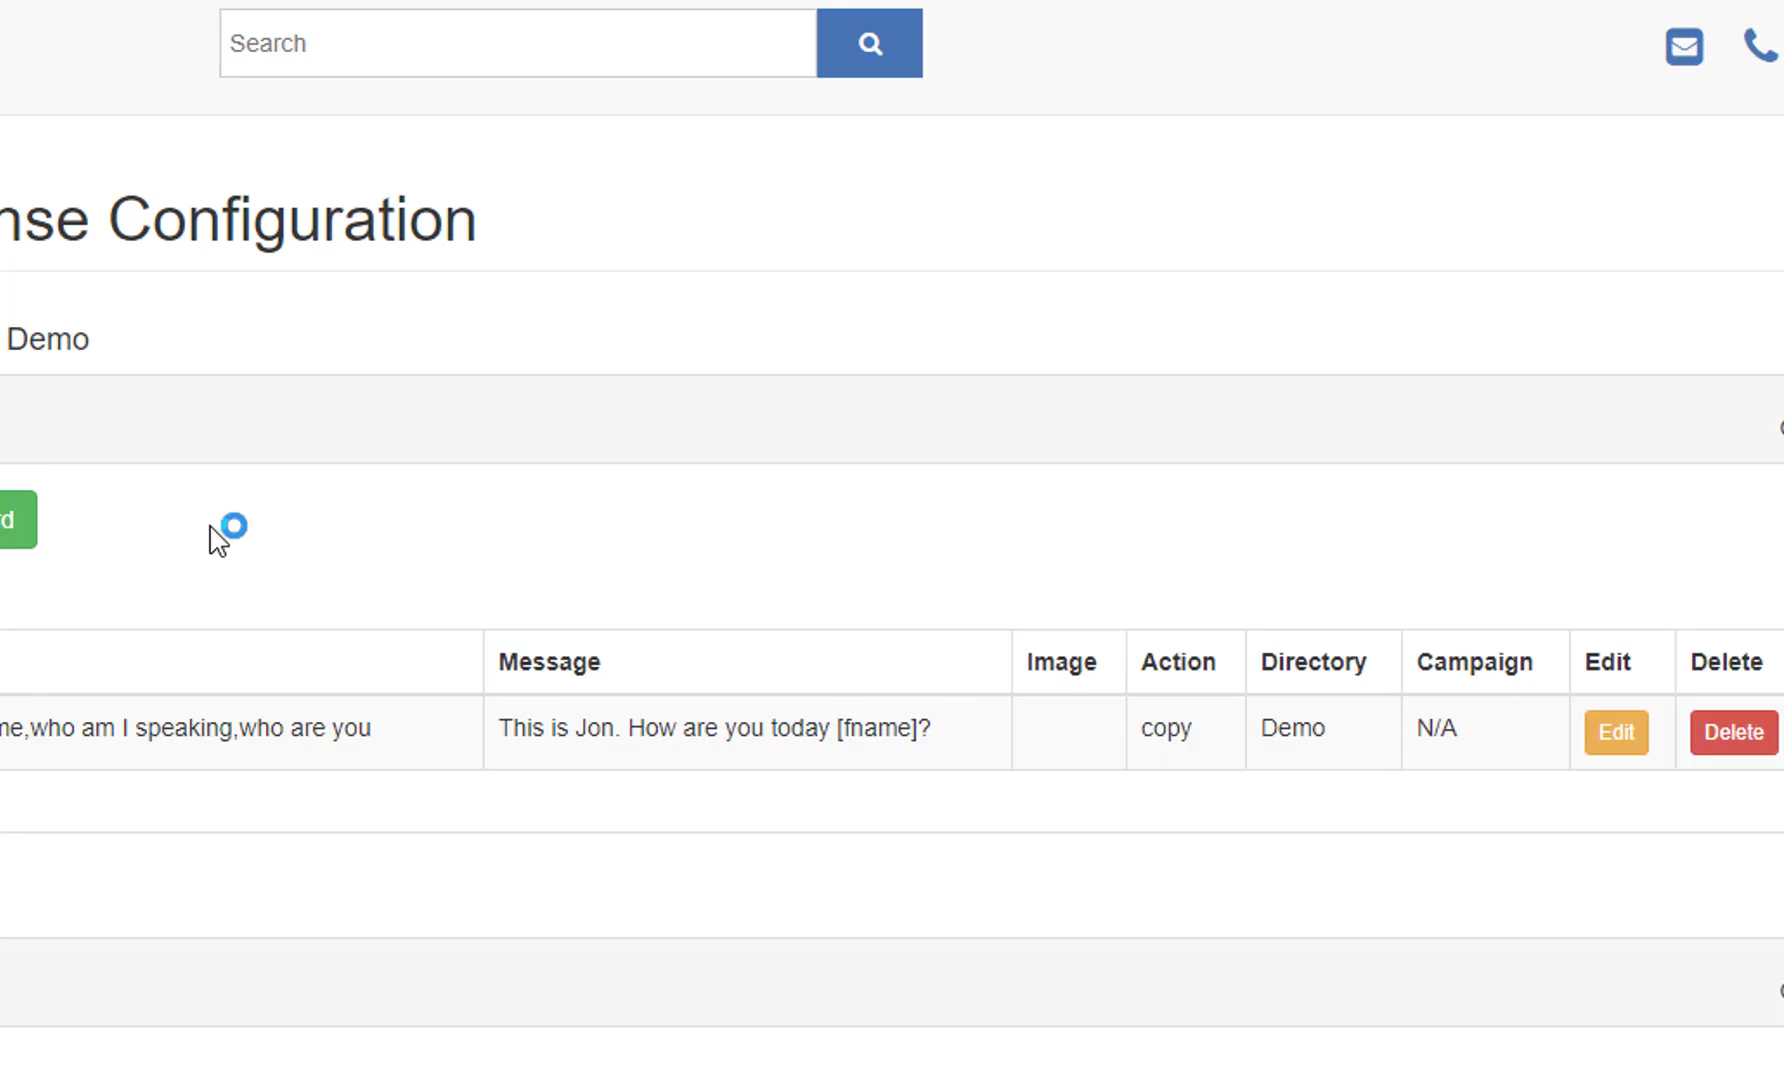 Search
nse Configuration
Demo
rd
Message Image Action Directory Campaign Edit Delete
me,who am I speaking,who are you This is Jon. How are you today [fname]? copy Demo N/A Edit Delete